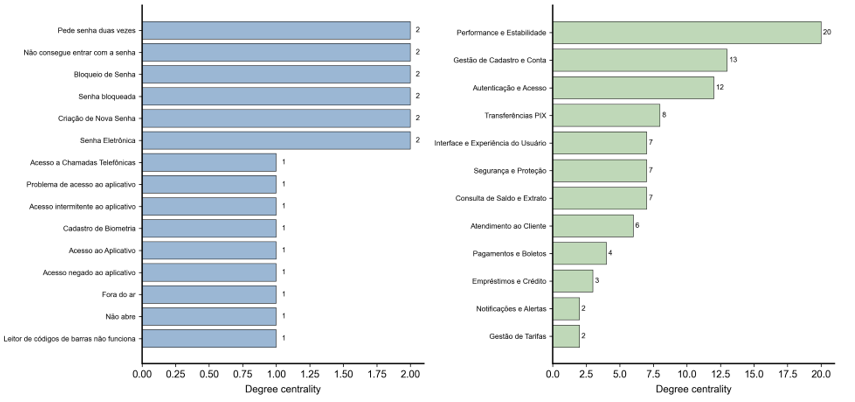 Pede senha duas vezes 2
Não consegue entrar com a senha 2
Bloqueio de Senha 2
Senha bloqueada 2
Criação de Nova Senha 2
Senha Eletrônica 2
Acesso a Chamadas Telefônicas 1
Problema de acesso ao aplicativo 1
Acesso intermitente ao aplicativo 1
Cadastro de Biometria 1
Acesso ao Aplicativo 1
Acesso negado ao aplicativo 1
Fora do ar 1
Não abre 1
Leitor de códigos de barras não funciona 1
0.00 0.25 0.50 0.75 1.00 1.25 1.50 1.75 2.00
Degree centrality
Performance e Estabilidade 20
Gestão de Cadastro e Conta 13
Autenticação e Acesso 12
Transferências PIX 8
Interface e Experiência do Usuário 7
Segurança e Proteção 7
Consulta de Saldo e Extrato 7
Atendimento ao Cliente 6
Pagamentos e Boletos 4
Empréstimos e Crédito 3
Notificações e Alertas 2
Gestão de Tarifas 2
0.0 2.5 5.0 7.5 10.0 12.5 15.0 17.5 20.0
Degree centrality